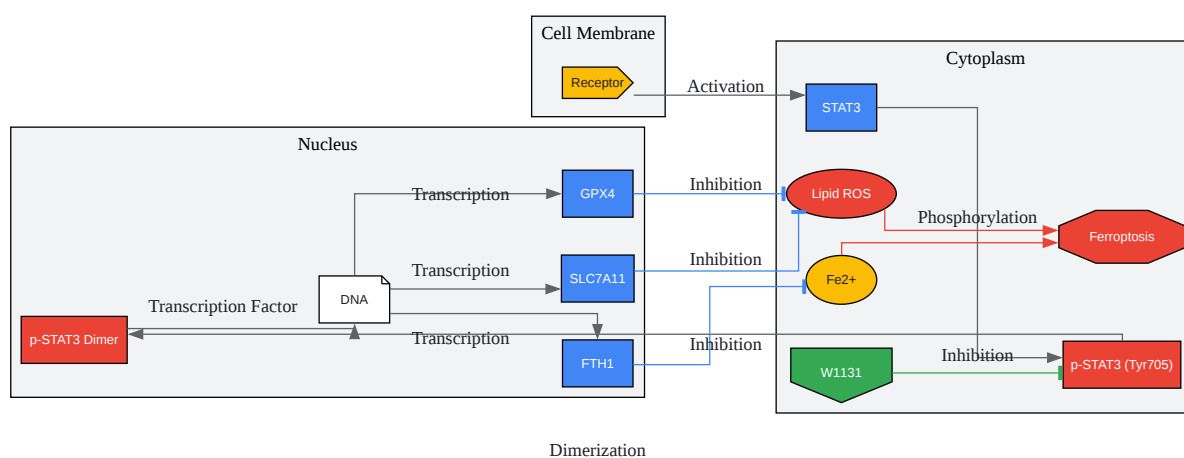 Cell Membrane
Receptor
Activation
Cytoplasm
STAT3
Nucleus
Transcription
GPX4
Inhibition
Lipid ROS
Phosphorylation
Ferroptosis
Transcription
SLC7A11
Inhibition
Fe2+
DNA
Transcription Factor
p-STAT3 Dimer
Transcription
FTH1
Inhibition
W1131
Inhibition
p-STAT3 (Tyr705)
Dimerization